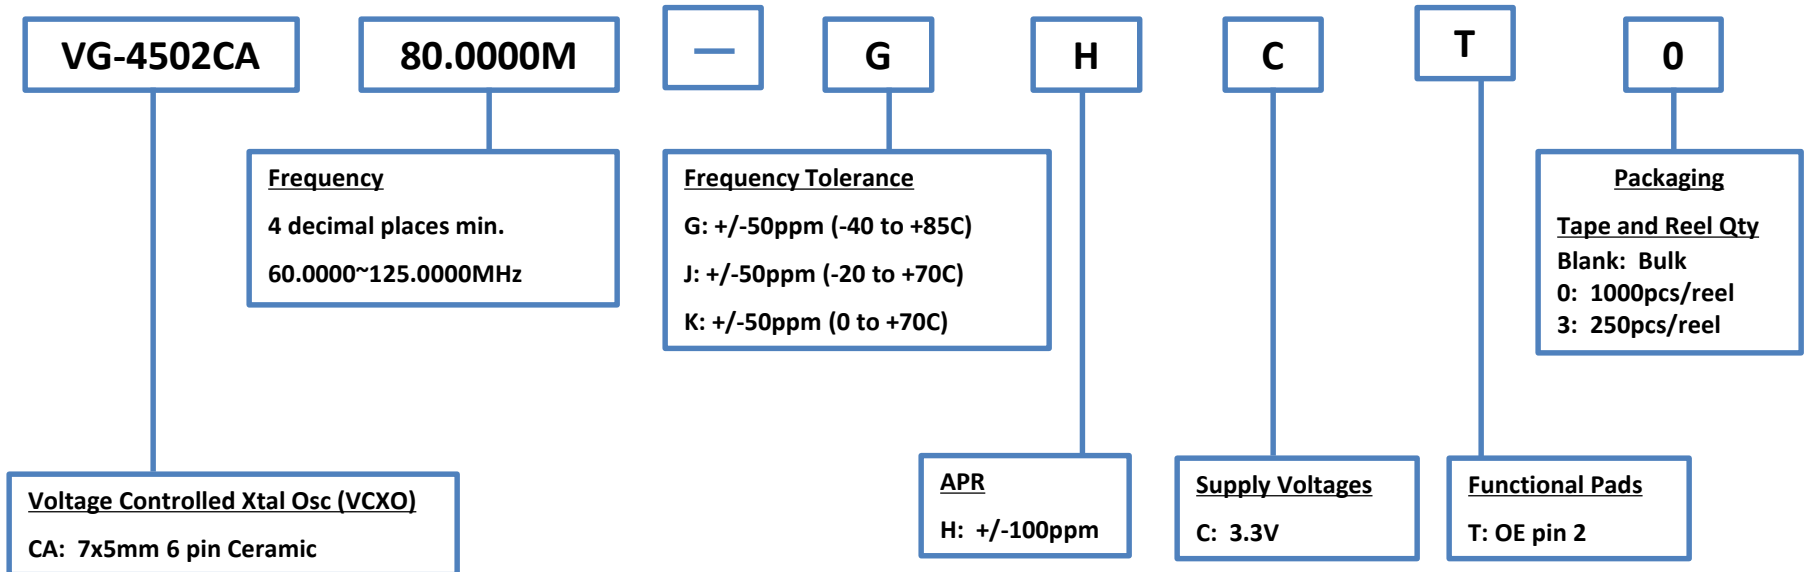 VG-4502CA 80.0000M — G H C T 0
Frequency
4 decimal places min.
60.0000~125.0000MHz
Frequency Tolerance
G: +/-50ppm (-40 to +85C)
J: +/-50ppm (-20 to +70C)
K: +/-50ppm (0 to +70C)
Packaging
Tape and Reel Qty
Blank: Bulk
0: 1000pcs/reel
3: 250pcs/reel
Voltage Controlled Xtal Osc (VCXO)
CA: 7x5mm 6 pin Ceramic
APR
H: +/-100ppm
Supply Voltages
C: 3.3V
Functional Pads
T: OE pin 2